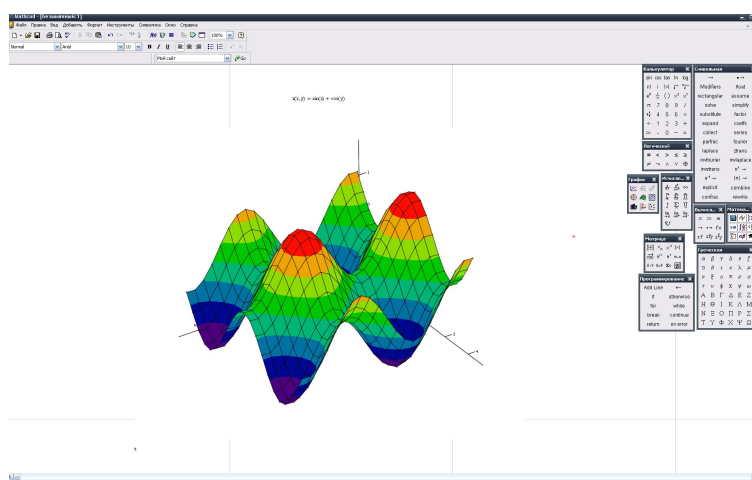 Mathcad - [Безымянный:1]
Файл Правка Вид Добавить Формат Инструменты Символика Окно Справка
100%
Normal Arial 10 B I U
Мой сайт Go
z(x,y) := sin(x) + cos(y)
Калькулятор
sin cos tan ln log
n! i |x|
π 7 8 9 /
4 5 6 ×
÷ 1 2 3 +
:= . 0 − =
Логический
= < > ≤ ≥
≠ ¬ ∧ ∨ ⊕
График
Исчисле...
Матрица
Программирование
Add Line ←
if otherwise
for while
break continue
return on error
Символьная
Modifiers float
rectangular assume
solve simplify
substitute factor
expand coeffs
collect series
parfrac fourier
laplace ztrans
invfourier invlaplace
invztrans
explicit combine
confrac rewrite
Вычисл...
Матема...
Греческая
α β γ δ ε ζ
η θ ι κ λ μ
ν ξ ο π ρ σ
τ υ ϕ χ ψ ω
Α Β Γ Δ Ε Ζ
Η Θ Ι Κ Λ Μ
Ν Ξ Ο Π Ρ Σ
Τ Υ Φ Χ Ψ Ω